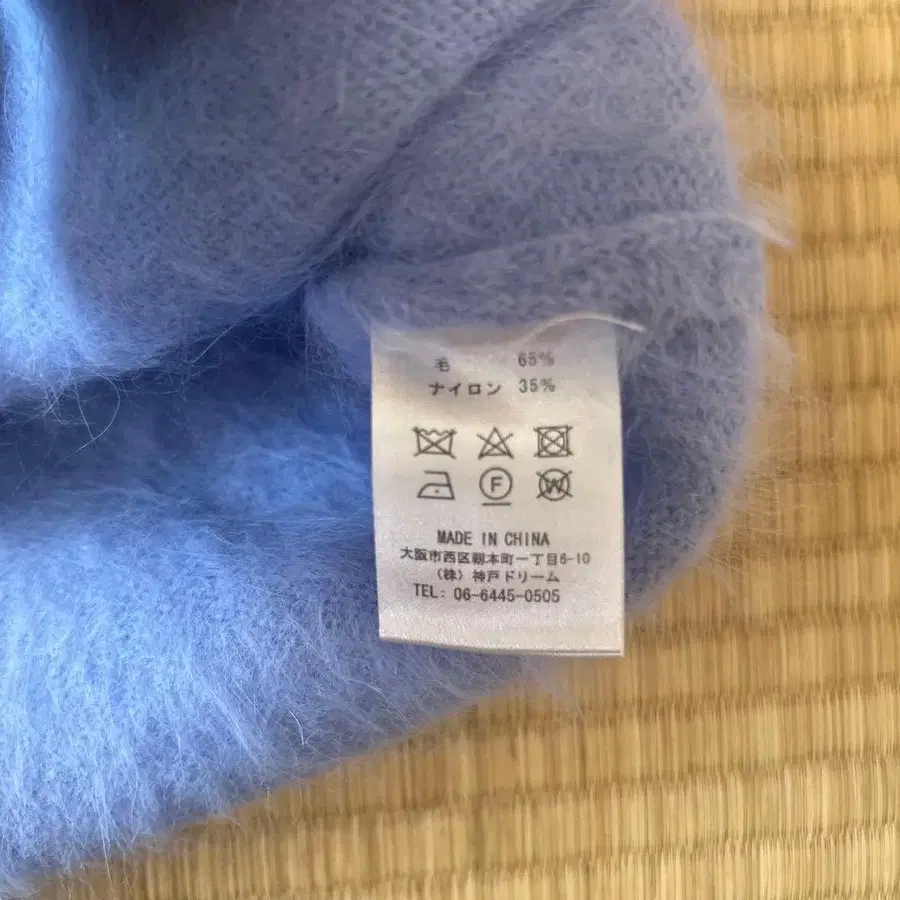 毛 65%
ナイロン 35%
F
W
MADE IN CHINA
大阪市西区靭本町一丁目6-10
(株)神戸ドリーム
TEL: 06-6445-0505